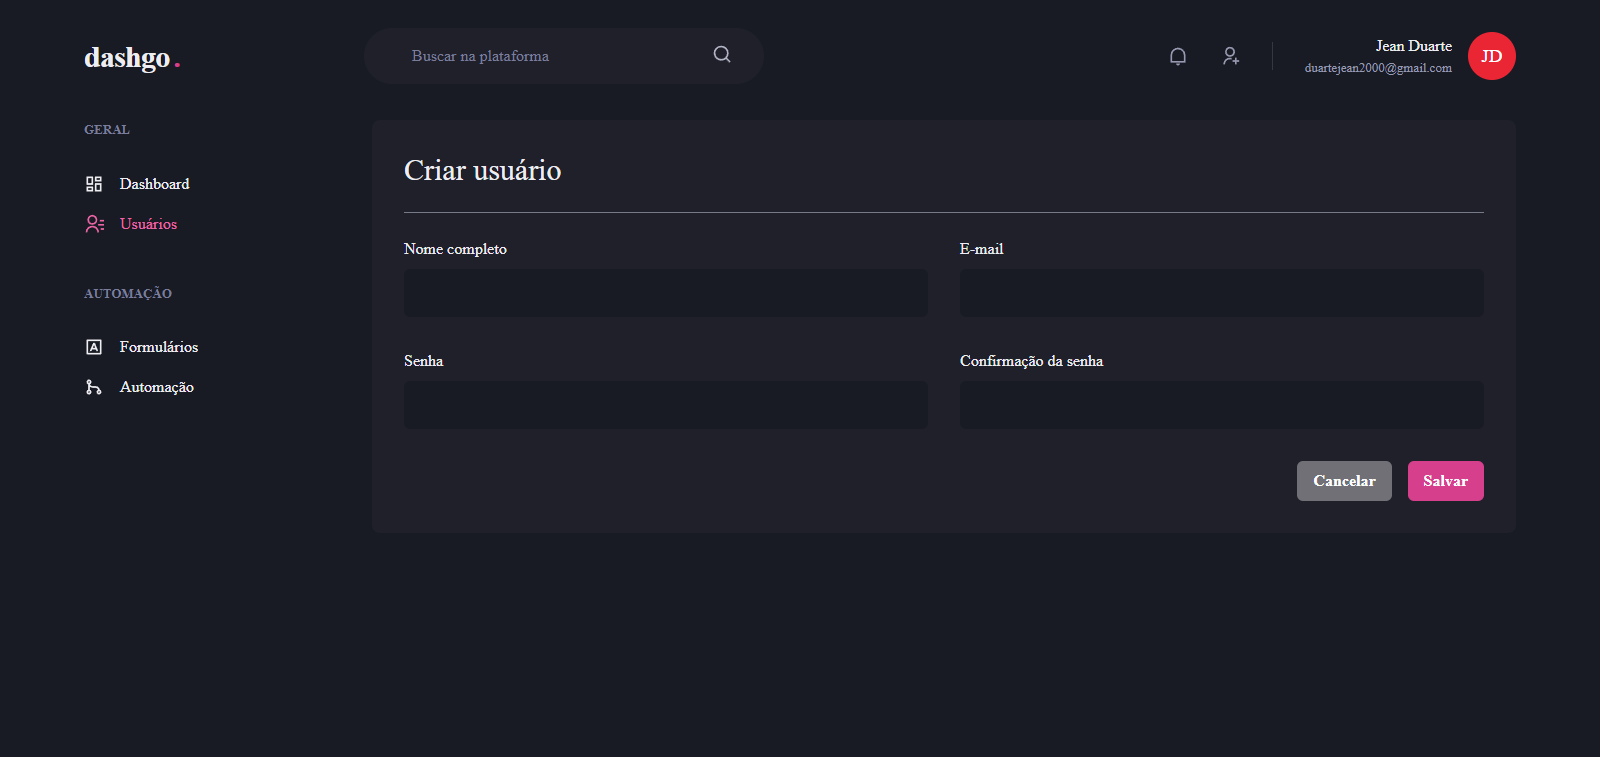 dashgo.
Buscar na plataforma
Jean Duarte
duartejean2000@gmail.com
JD
GERAL
Dashboard
Usuários
AUTOMAÇÃO
Formulários
Automação
Criar usuário
Nome completo
E-mail
Senha
Confirmação da senha
Cancelar
Salvar